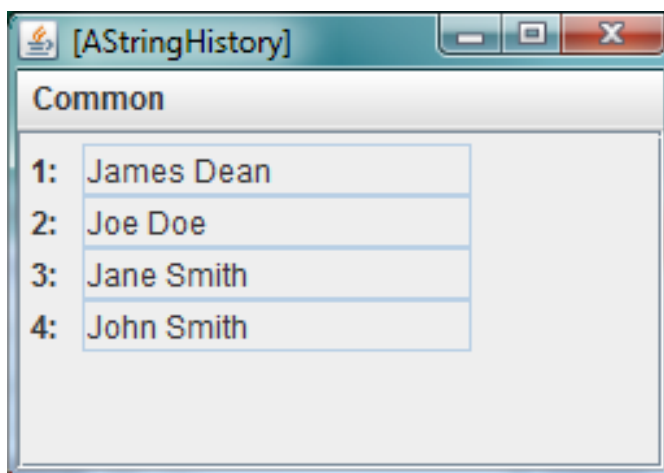 [AStringHistory]
Common
1: James Dean
2: Joe Doe
3: Jane Smith
4: John Smith